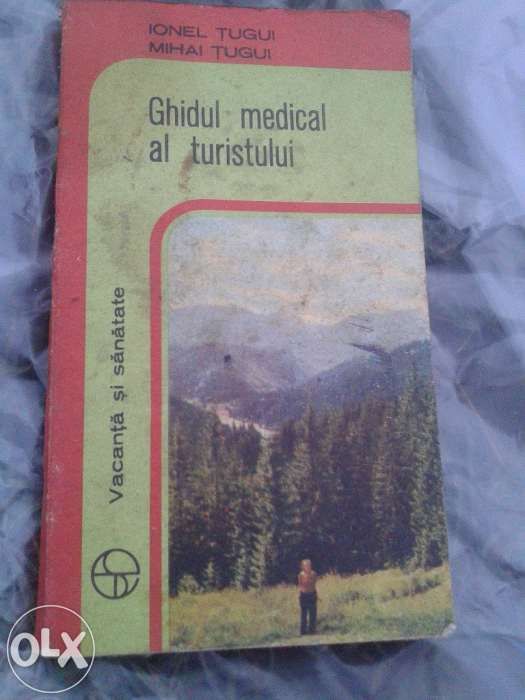 IONEL ȚUGUI
MIHAI ȚUGUI
Ghidul medical
al turistului
Vacanță și sănătate
OLX